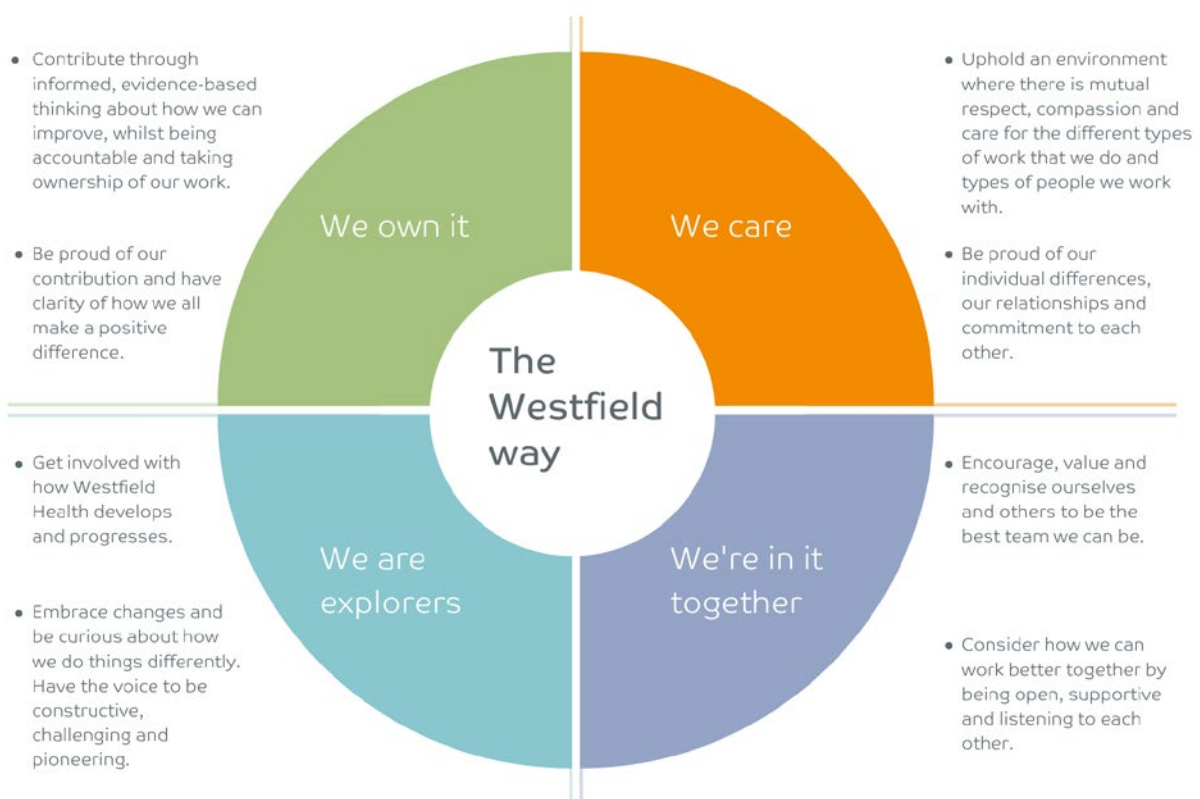 • Contribute through
informed, evidence-based
thinking about how we can
improve, whilst being
accountable and taking
ownership of our work.
• Be proud of our
contribution and have
clarity of how we all
make a positive
difference.
We own it
We care
• Uphold an environment
where there is mutual
respect, compassion and
care for the different types
of work that we do and
types of people we work
with.
• Be proud of our
individual differences,
our relationships and
commitment to each
other.
The
Westfield
way
• Get involved with
how Westfield
Health develops
and progresses.
• Embrace changes and
be curious about how
we do things differently.
Have the voice to be
constructive,
challenging and
pioneering.
We are
explorers
We're in it
together
• Encourage, value and
recognise ourselves
and others to be the
best team we can be.
• Consider how we can
work better together by
being open, supportive
and listening to each
other.